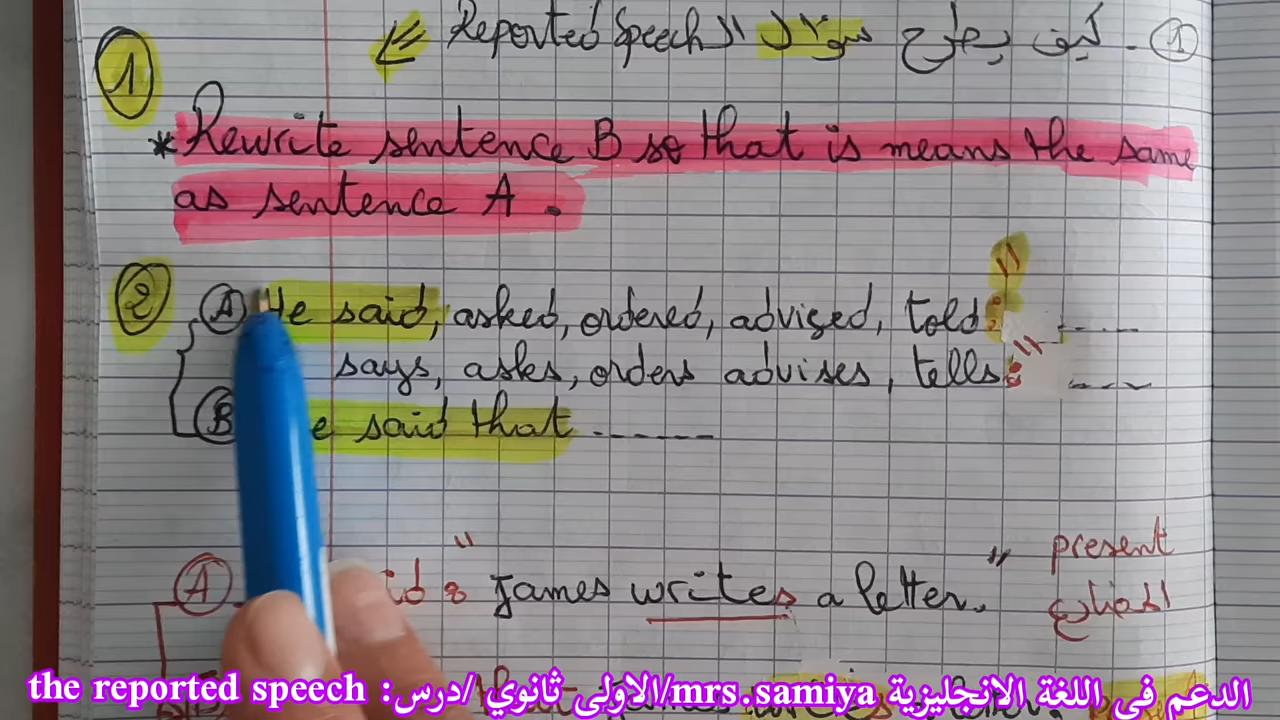 ① - كيف يطرح سؤال الـ Reported Speech
①
* Rewrite sentence B so that is means the same
as sentence A .
② Ⓐ He said, asked, ordered, advised, told : " .....
says, asks, orders advises, tells : " ----
Ⓑ e said that -------
Ⓐ id : " James writes a letter. " present
المضارع
الدعم في اللغة الانجليزية mrs.samiya/الاولى ثانوي /درس: the reported speech